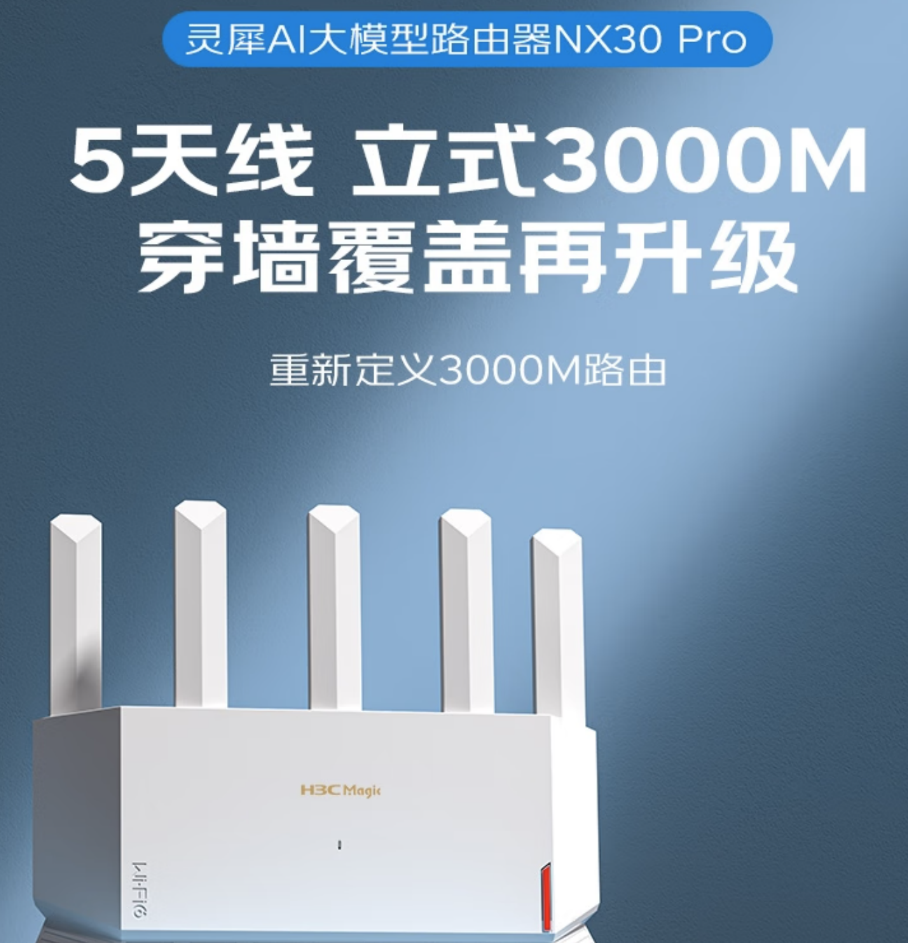 灵犀AI大模型路由器NX30 Pro
5天线 立式3000M
穿墙覆盖再升级
重新定义3000M路由
H3C Magic
Wi-Fi6